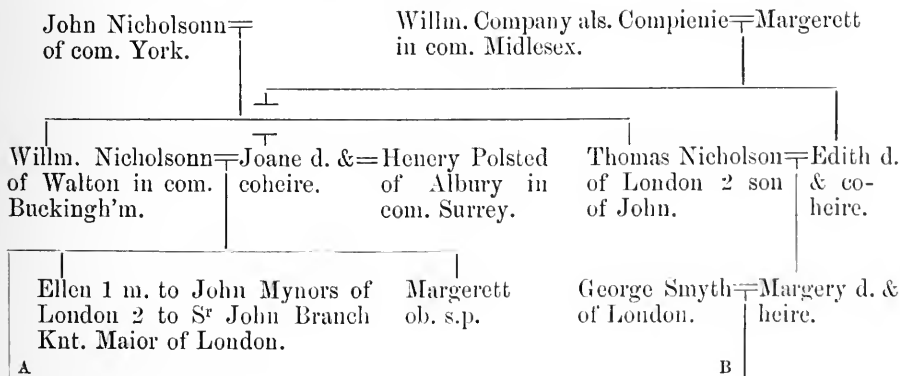 John Nicholsonn
of com. York.
Willm. Company als. Compienie
in com. Midlesex.
Margerett
Willm. Nicholsonn
of Walton in com.
Buckingh'm.
Joane d. &
coheire.
Henery Polsted
of Albury in
com. Surrey.
Thomas Nicholson
of London 2 son
of John.
Edith d.
& co-
heire.
Ellen 1 m. to John Mynors of
London 2 to Sr John Branch
Knt. Maior of London.
Margerett
ob. s.p.
George Smyth
of London.
Margery d. &
heire.
A
B